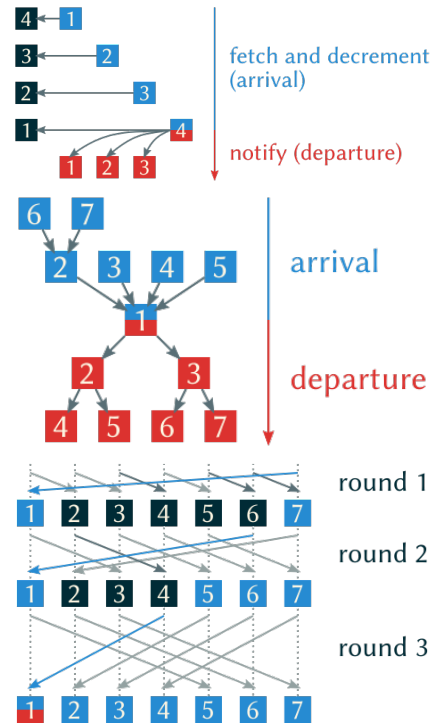 4 1
3 2
fetch and decrement
(arrival)
2 3
1 4
1 2 3
notify (departure)
6 7
2 3 4 5
arrival
1
2 3
departure
4 5 6 7
round 1
1 2 3 4 5 6 7
round 2
1 2 3 4 5 6 7
round 3
1 2 3 4 5 6 7